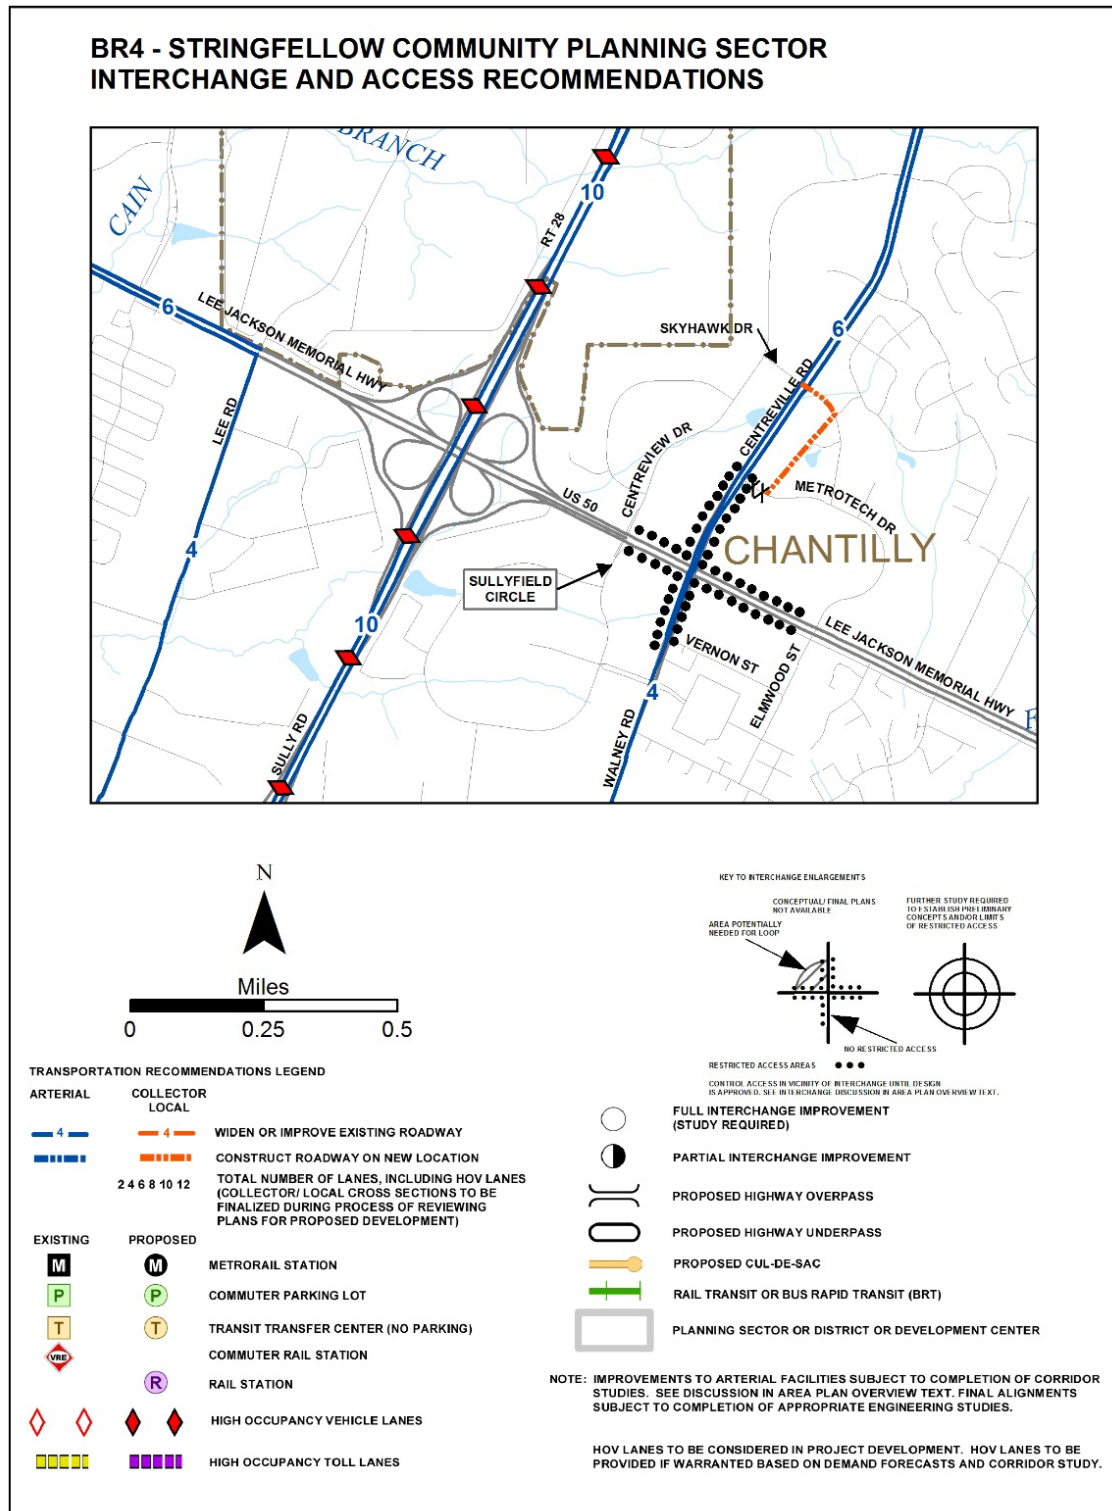 BR4 - STRINGFELLOW COMMUNITY PLANNING SECTOR
INTERCHANGE AND ACCESS RECOMMENDATIONS
BRANCH
CAIN
10
RT 28
6
LEE JACKSON MEMORIAL HWY
SKYHAWK DR
6
CENTREVILLE RD
LEE RD
CENTREVIEW DR
US 50
METROTECH DR
CHANTILLY
4
SULLYFIELD
CIRCLE
10
VERNON ST
LEE JACKSON MEMORIAL HWY
ELMWOOD ST
4
WALNEY RD
SULLY RD
F
N
Miles
0
0.25
0.5
KEY TO INTERCHANGE ENLARGEMENTS
CONCEPTUAL/ FINAL PLANS
NOT AVAILABLE
AREA POTENTIALLY
NEEDED FOR LOOP
FURTHER STUDY REQUIRED
TO ESTABLISH PRELIMINARY
CONCEPTS AND/OR LIMITS
OF RESTRICTED ACCESS
NO RESTRICTED ACCESS
RESTRICTED ACCESS AREAS
CONTROL ACCESS IN VICINITY OF INTERCHANGE UNTIL DESIGN
IS APPROVED. SEE INTERCHANGE DISCUSSION IN AREA PLAN OVERVIEW TEXT.
TRANSPORTATION RECOMMENDATIONS LEGEND
ARTERIAL
COLLECTOR
LOCAL
4
4
WIDEN OR IMPROVE EXISTING ROADWAY
CONSTRUCT ROADWAY ON NEW LOCATION
2 4 6 8 10 12
TOTAL NUMBER OF LANES, INCLUDING HOV LANES
(COLLECTOR/ LOCAL CROSS SECTIONS TO BE
FINALIZED DURING PROCESS OF REVIEWING
PLANS FOR PROPOSED DEVELOPMENT)
EXISTING
PROPOSED
M
M
METRORAIL STATION
P
P
COMMUTER PARKING LOT
T
T
TRANSIT TRANSFER CENTER (NO PARKING)
VRE
COMMUTER RAIL STATION
R
RAIL STATION
HIGH OCCUPANCY VEHICLE LANES
HIGH OCCUPANCY TOLL LANES
FULL INTERCHANGE IMPROVEMENT
(STUDY REQUIRED)
PARTIAL INTERCHANGE IMPROVEMENT
PROPOSED HIGHWAY OVERPASS
PROPOSED HIGHWAY UNDERPASS
PROPOSED CUL-DE-SAC
RAIL TRANSIT OR BUS RAPID TRANSIT (BRT)
PLANNING SECTOR OR DISTRICT OR DEVELOPMENT CENTER
NOTE: IMPROVEMENTS TO ARTERIAL FACILITIES SUBJECT TO COMPLETION OF CORRIDOR
STUDIES. SEE DISCUSSION IN AREA PLAN OVERVIEW TEXT. FINAL ALIGNMENTS
SUBJECT TO COMPLETION OF APPROPRIATE ENGINEERING STUDIES.
HOV LANES TO BE CONSIDERED IN PROJECT DEVELOPMENT. HOV LANES TO BE
PROVIDED IF WARRANTED BASED ON DEMAND FORECASTS AND CORRIDOR STUDY.